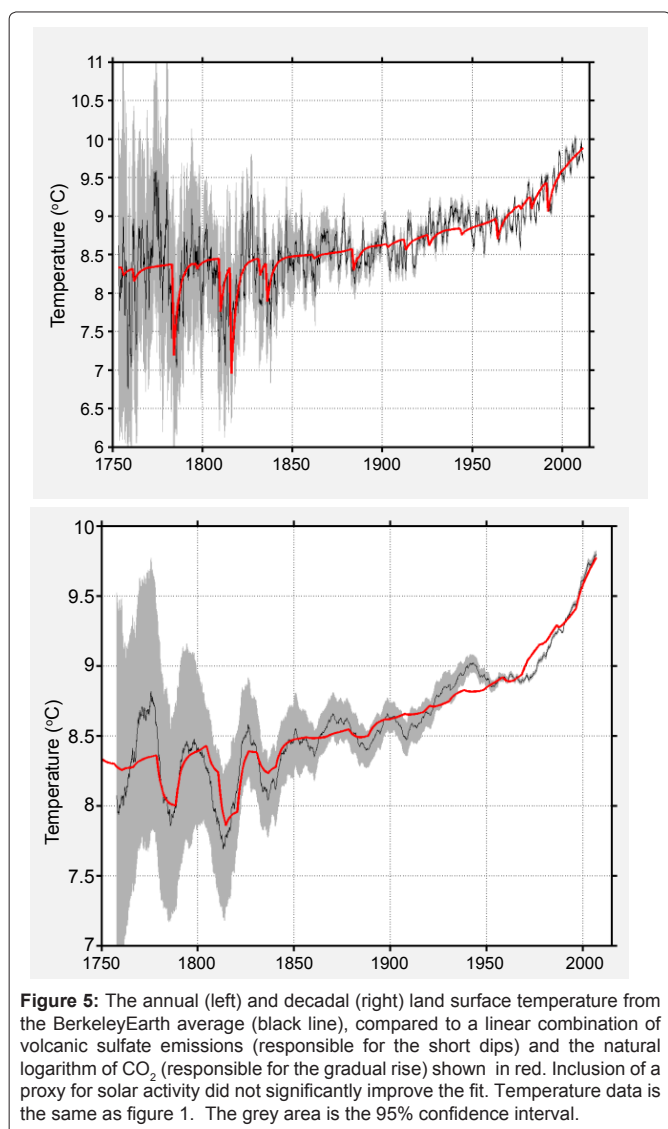 11
10.5
10
9.5
9
8.5
8
7.5
7
6.5
6
Temperature (°C)
1750 1800 1850 1900 1950 2000
10
9.5
9
8.5
8
7.5
7
Temperature (°C)
1750 1800 1850 1900 1950 2000
Figure 5: The annual (left) and decadal (right) land surface temperature from
the BerkeleyEarth average (black line), compared to a linear combination of
volcanic sulfate emissions (responsible for the short dips) and the natural
logarithm of CO₂ (responsible for the gradual rise) shown in red. Inclusion of
a proxy for solar activity did not significantly improve the fit. Temperature data is
the same as figure 1. The grey area is the 95% confidence interval.